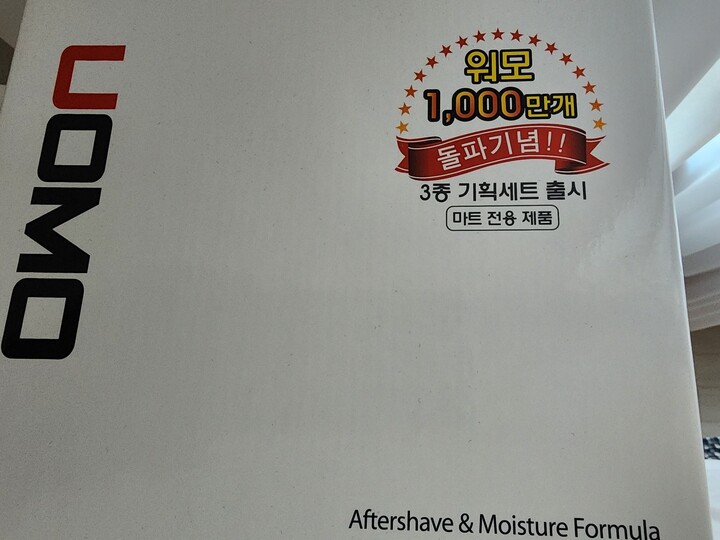 UOMO
워모
1,000만개
돌파기념!!
3종 기획세트 출시
마트 전용 제품
Aftershave & Moisture Formula